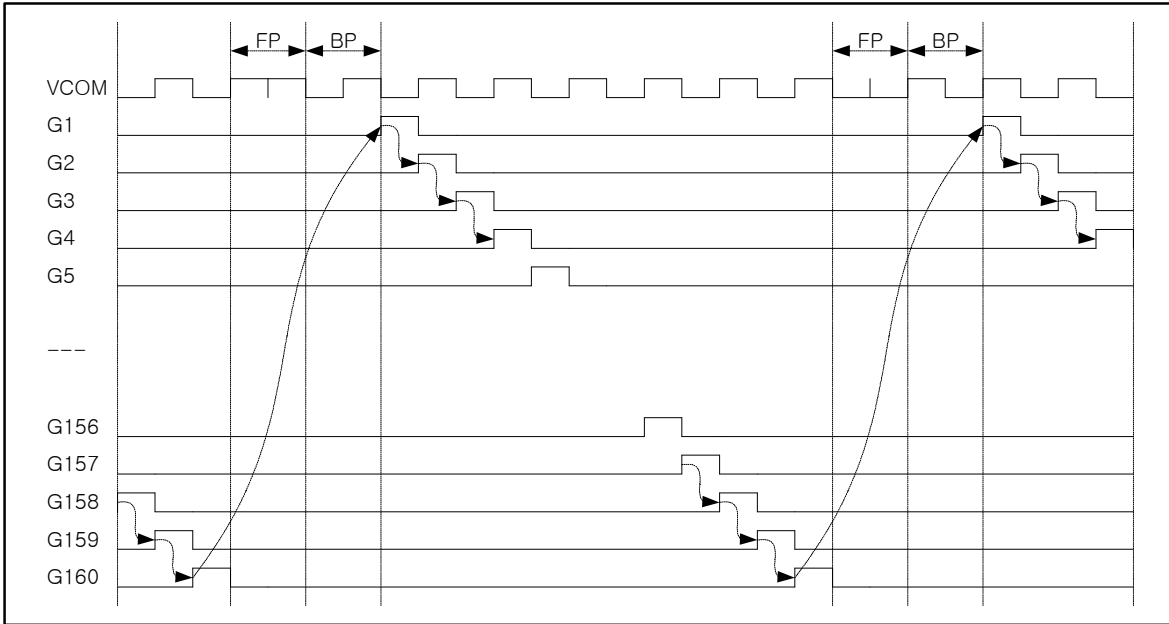 FP BP FP BP
VCOM
G1
G2
G3
G4
G5
---
G156
G157
G158
G159
G160